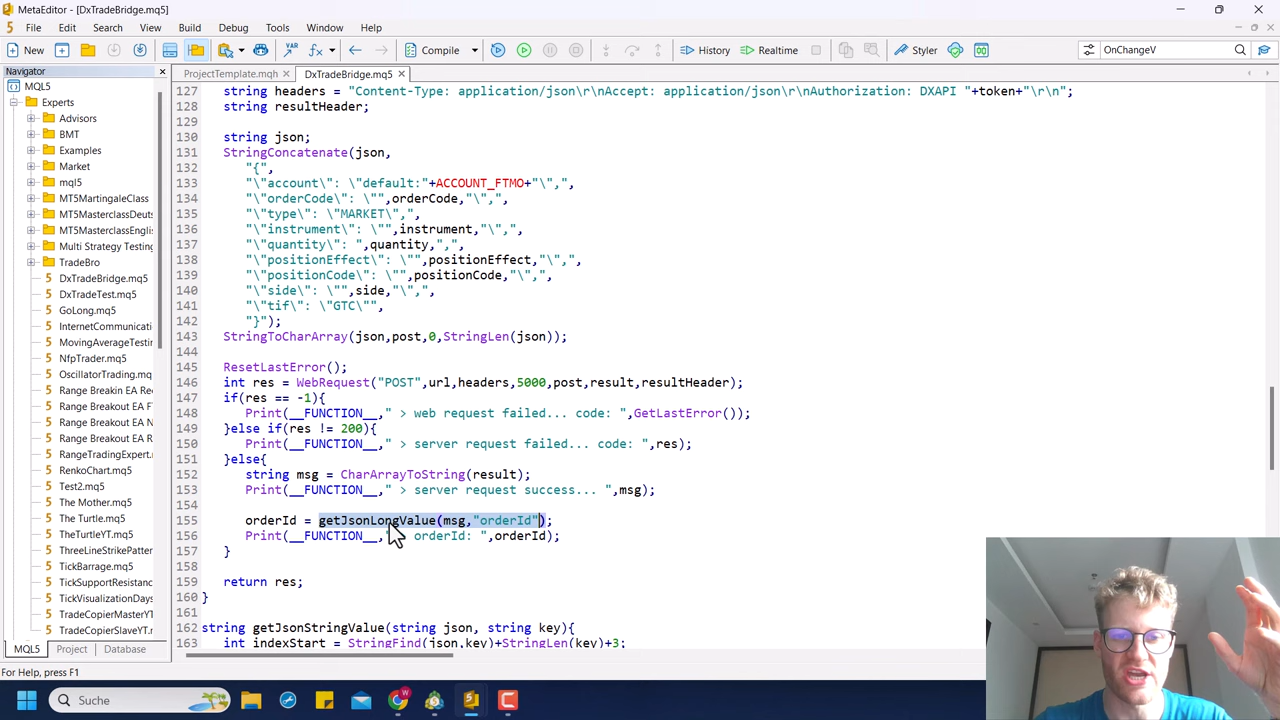 MetaEditor - [DxTradeBridge.mq5]
File Edit Search View Build Debug Tools Window Help
New Compile History Realtime Styler OnChangeV
Navigator
ProjectTemplate.mqh
DxTradeBridge.mq5
MQL5
Experts
Advisors
BMT
Examples
Market
mql5
MT5MartingaleClass
MT5MasterclassDeuts
MT5MasterclassEnglis
Multi Strategy Testing
TradeBro
DxTradeBridge.mq5
DxTradeTest.mq5
GoLong.mq5
InternetCommunicati
MovingAverageTestin
NfpTrader.mq5
OscillatorTrading.mq5
Range Breakin EA Re
Range Breakout EA F
Range Breakout EA N
Range Breakout EA R
RangeTradingExpert.
RenkoChart.mq5
Test2.mq5
The Mother.mq5
The Turtle.mq5
TheTurtleYT.mq5
ThreeLineStrikePatter
TickBarrage.mq5
TickSupportResistanc
TickVisualizationDays
TradeCopierMasterYT
TradeCopierSlaveYT.m
MQL5 Project Database
127 string headers = "Content-Type: application/json\r\nAccept: application/json\r\nAuthorization: DXAPI "+token+"\r\n";
128 string resultHeader;
129
130 string json;
131 StringConcatenate(json,
132 "{",
133 "\"account\": \"default:"+ACCOUNT_FTMO+"\",",
134 "\"orderCode\": \"",orderCode,"\",",
135 "\"type\": \"MARKET\",",
136 "\"instrument\": \"",instrument,"\",",
137 "\"quantity\": ",quantity,",",
138 "\"positionEffect\": \"",positionEffect,"\",",
139 "\"positionCode\": \"",positionCode,"\",",
140 "\"side\": \"",side,"\",",
141 "\"tif\": \"GTC\"",
142 "}");
143 StringToCharArray(json,post,0,StringLen(json));
144
145 ResetLastError();
146 int res = WebRequest("POST",url,headers,5000,post,result,resultHeader);
147 if(res == -1){
148 Print(__FUNCTION__," > web request failed... code: ",GetLastError());
149 }else if(res != 200){
150 Print(__FUNCTION__," > server request failed... code: ",res);
151 }else{
152 string msg = CharArrayToString(result);
153 Print(__FUNCTION__," > server request success... ",msg);
154
155 orderId = getJsonLongValue(msg,"orderId");
156 Print(__FUNCTION__," orderId: ",orderId);
157 }
158
159 return res;
160 }
161
162 string getJsonStringValue(string json, string key){
163 int indexStart = StringFind(json,key)+StringLen(key)+3;
For Help, press F1
Suche